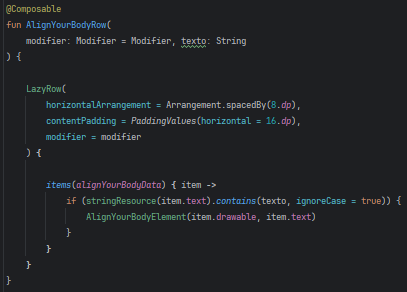 @Composable
fun AlignYourBodyRow(
    modifier: Modifier = Modifier, texto: String
) {
    LazyRow(
        horizontalArrangement = Arrangement.spacedBy(8.dp),
        contentPadding = PaddingValues(horizontal = 16.dp),
        modifier = modifier
    ) {
        items(alignYourBodyData) { item ->
            if (stringResource(item.text).contains(texto, ignoreCase = true)) {
                AlignYourBodyElement(item.drawable, item.text)
            }
        }
    }
}